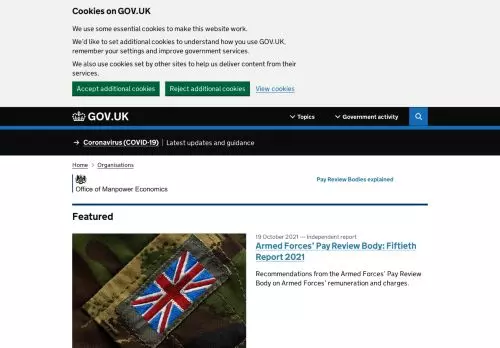 Cookies on GOV.UK
We use some essential cookies to make this website work.
We'd like to set additional cookies to understand how you use GOV.UK,
remember your settings and improve government services.
We also use cookies set by other sites to help us deliver content from their
services.
Accept additional cookies
Reject additional cookies
View cookies
GOV.UK
Topics
Government activity
→ Coronavirus (COVID-19) | Latest updates and guidance
Home > Organisations
Office of Manpower Economics
Pay Review Bodies explained
Featured
19 October 2021 — Independent report
Armed Forces' Pay Review Body: Fiftieth
Report 2021
Recommendations from the Armed Forces' Pay Review
Body on Armed Forces' remuneration and charges.